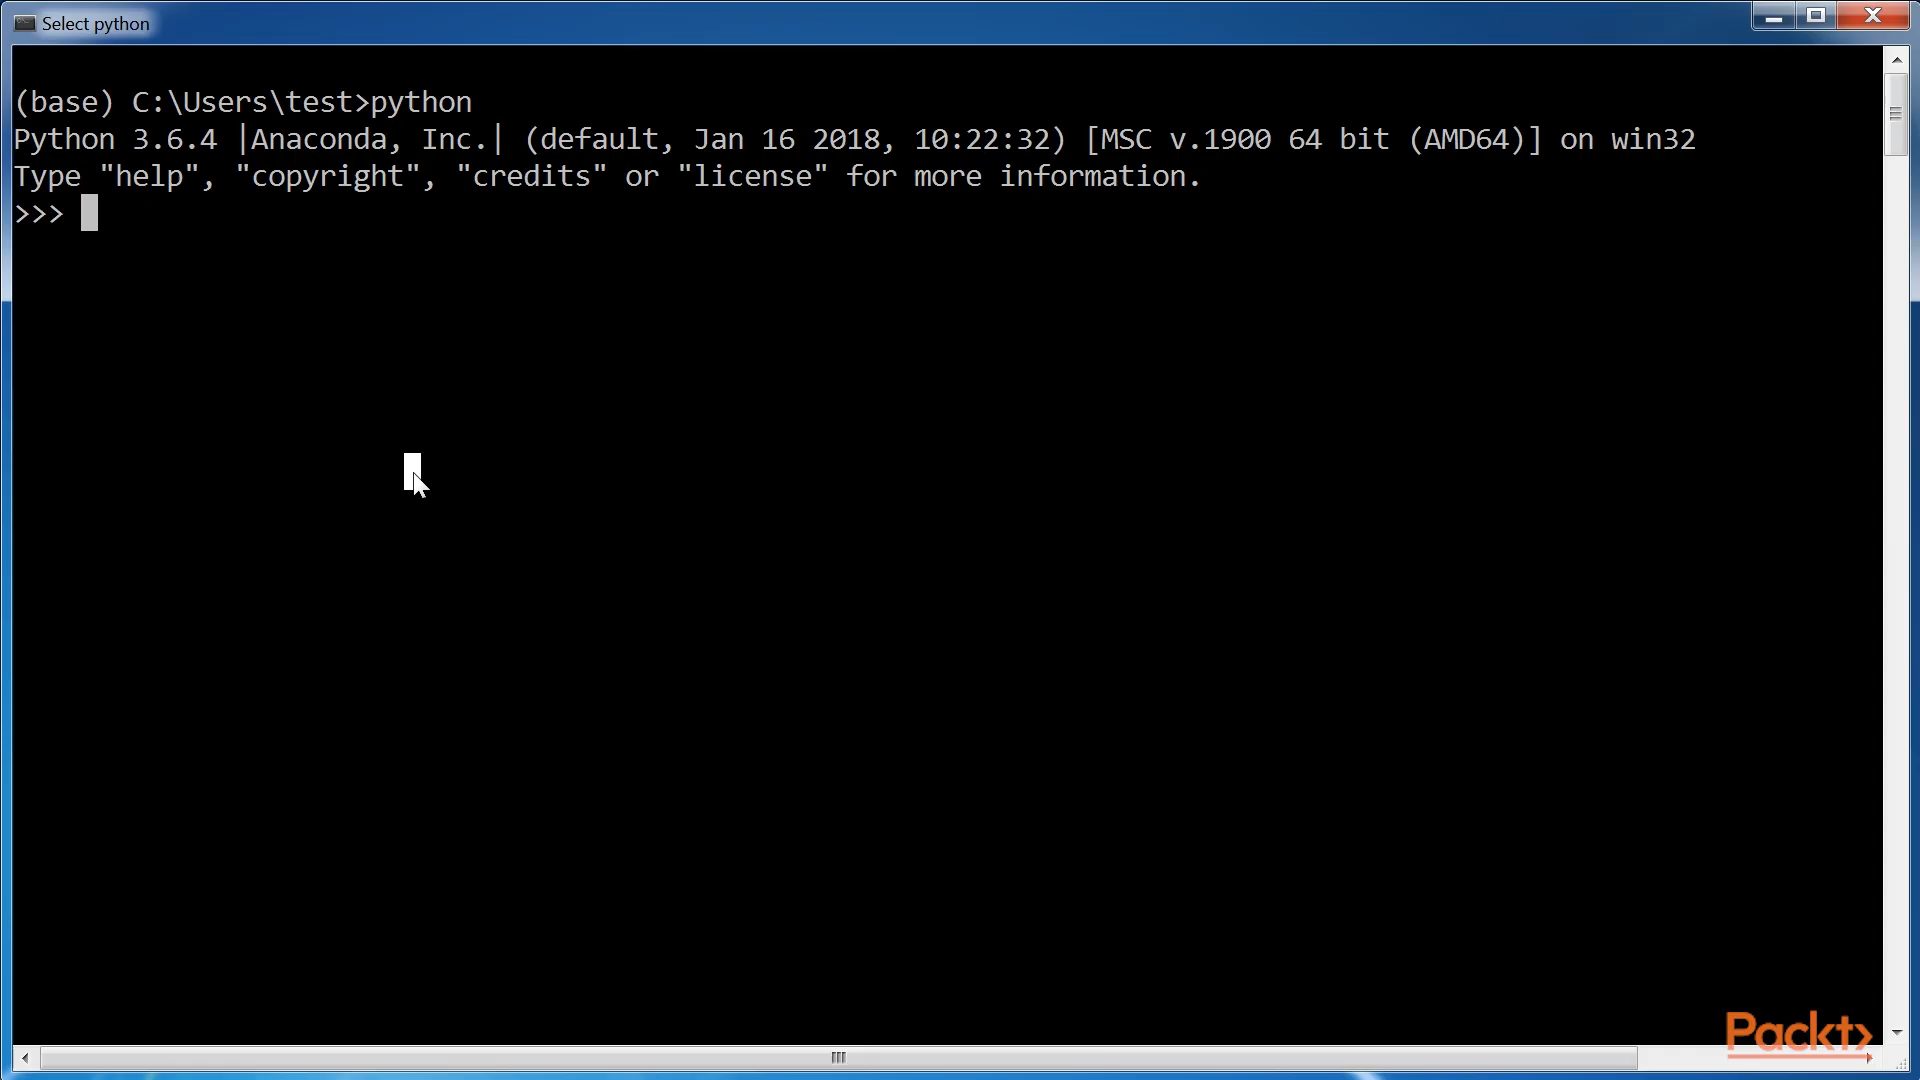 Select python
(base) C:\Users\test>python
Python 3.6.4 |Anaconda, Inc.| (default, Jan 16 2018, 10:22:32) [MSC v.1900 64 bit (AMD64)] on win32
Type "help", "copyright", "credits" or "license" for more information.
>>>
Packt>